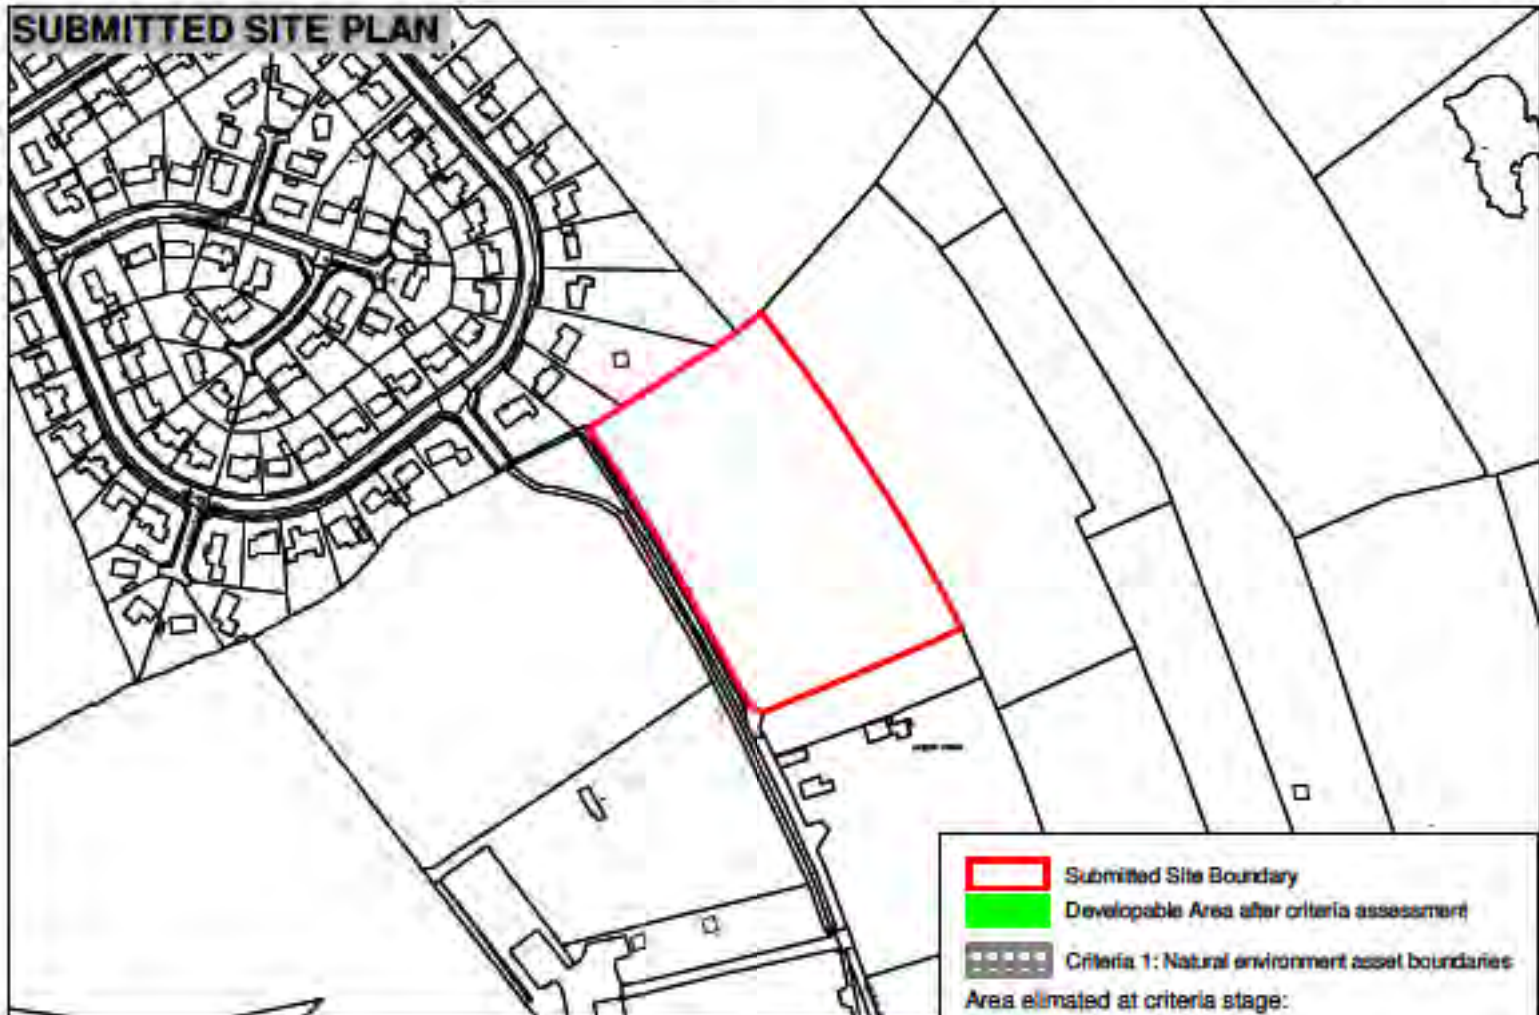 SUBMITTED SITE PLAN
Submitted Site Boundary
Developable Area after criteria assessment
Criteria 1: Natural environment asset boundaries
Area elimated at criteria stage: